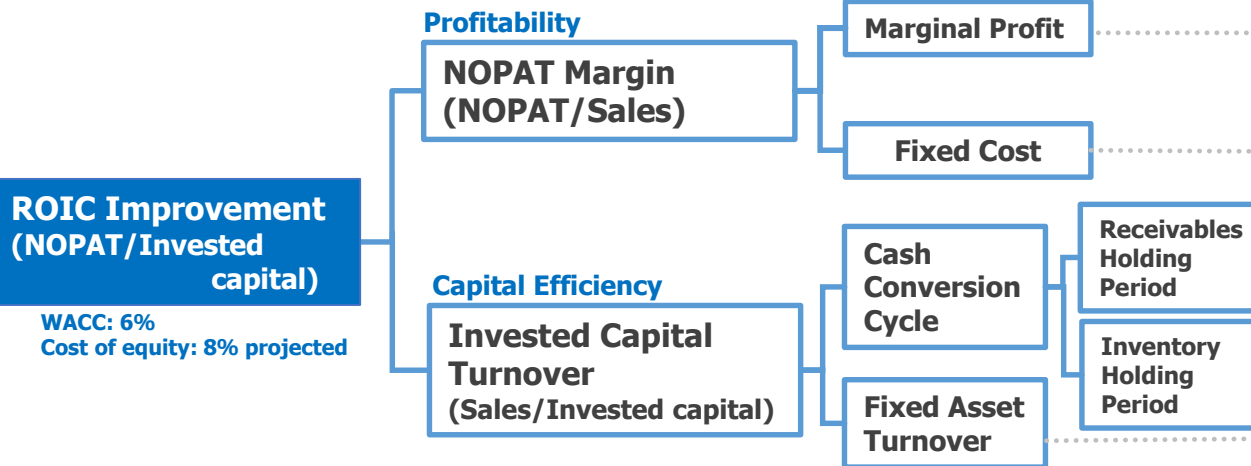 Profitability
NOPAT Margin
(NOPAT/Sales)
Marginal Profit
Fixed Cost
ROIC Improvement
(NOPAT/Invested
capital)
WACC: 6%
Cost of equity: 8% projected
Capital Efficiency
Invested Capital
Turnover
(Sales/Invested capital)
Cash
Conversion
Cycle
Receivables
Holding
Period
Inventory
Holding
Period
Fixed Asset
Turnover